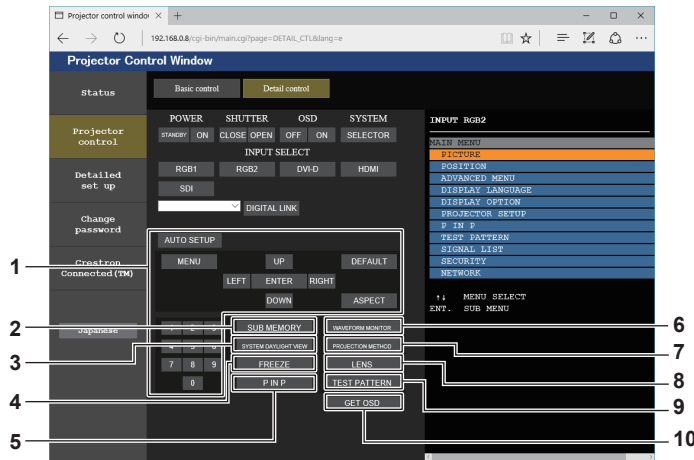 Projector control window × +
192.168.0.8/cgi-bin/main.cgi?page=DETAIL_CTL&lang=e
Projector Control Window
Status
Projector
control
Detailed
set up
Change
password
Crestron
Connected(TM)
Japanese
Basic control Detail control
POWER SHUTTER OSD SYSTEM
STANDBY ON CLOSE OPEN OFF ON SELECTOR
INPUT SELECT
RGB1 RGB2 DVI-D HDMI
SDI
DIGITAL LINK
AUTO SETUP
MENU UP DEFAULT
LEFT ENTER RIGHT
DOWN ASPECT
1 2 3 SUB MEMORY WAVEFORM MONITOR
4 5 6 SYSTEM DAYLIGHT VIEW PROJECTION METHOD
7 8 9 FREEZE LENS
0 P IN P TEST PATTERN
GET OSD
INPUT RGB2
MAIN MENU
PICTURE
POSITION
ADVANCED MENU
DISPLAY LANGUAGE
DISPLAY OPTION
PROJECTOR SETUP
P IN P
TEST PATTERN
SIGNAL LIST
SECURITY
NETWORK
↑↓ MENU SELECT
ENT. SUB MENU
1
2
3
4
5
6
7
8
9
10